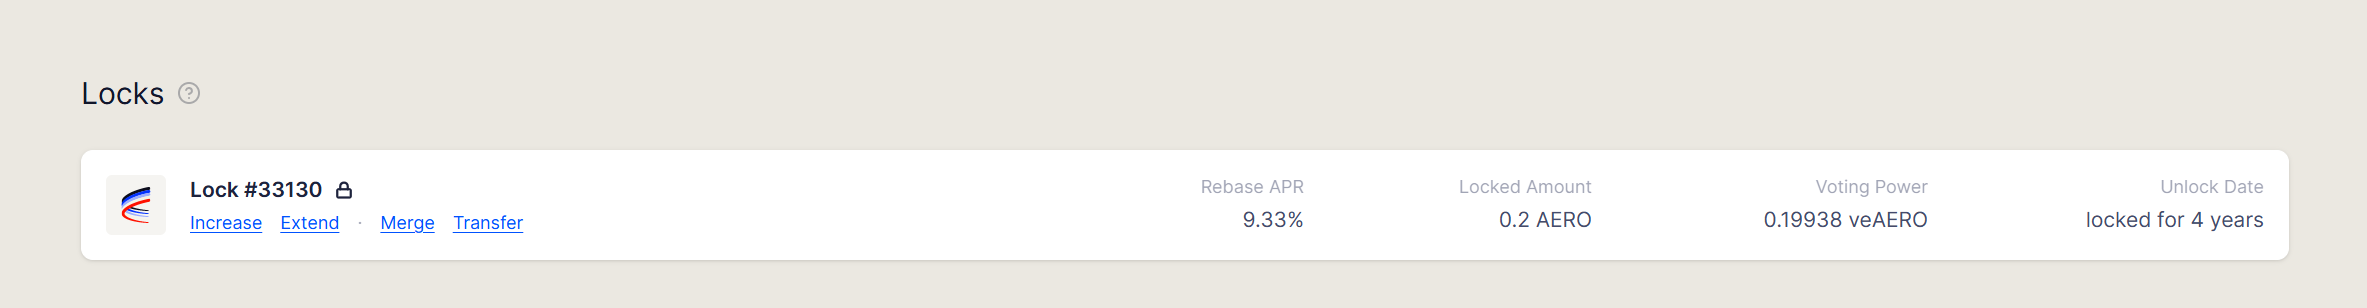 Locks ?
Lock #33130
Increase Extend · Merge Transfer
Rebase APR
9.33%
Locked Amount
0.2 AERO
Voting Power
0.19938 veAERO
Unlock Date
locked for 4 years